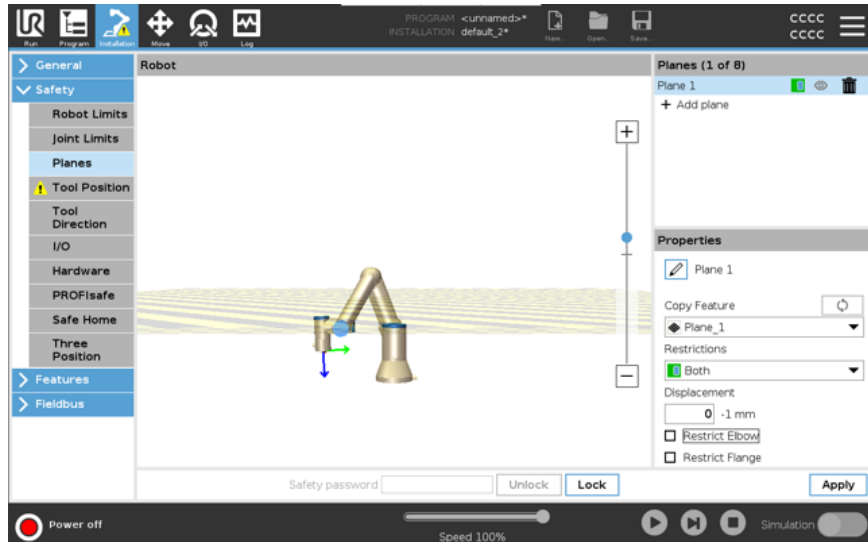 UR
Run
Program
Installation
Move
I/O
Log
PROGRAM <unnamed>*
INSTALLATION default_2*
New...
Open...
Save...
CCCC
CCCC
General
Safety
Robot Limits
Joint Limits
Planes
Tool Position
Tool
Direction
I/O
Hardware
PROFIsafe
Safe Home
Three
Position
Features
Fieldbus
Robot
Planes (1 of 8)
Plane 1
+ Add plane
Properties
Plane 1
Copy Feature
Plane_1
Restrictions
Both
Displacement
0 -1 mm
Restrict Elbow
Restrict Flange
Safety password
Unlock
Lock
Apply
Power off
Speed 100%
Simulation